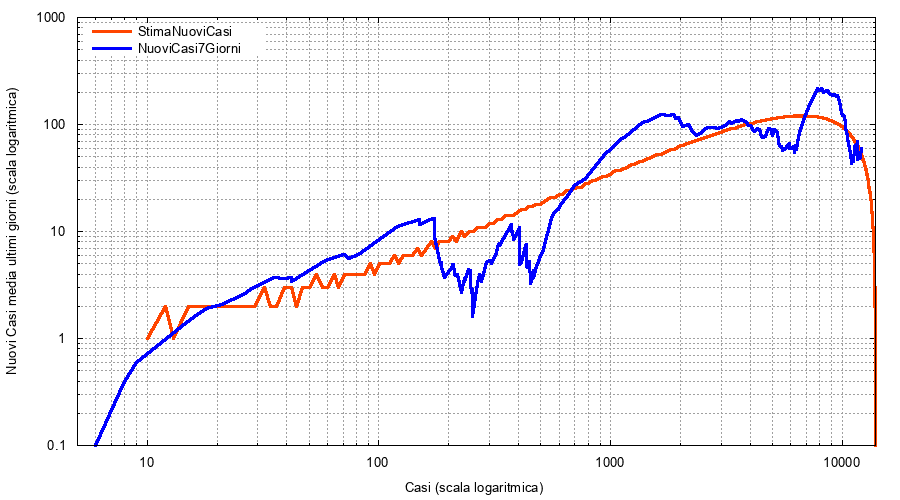 StimaNuoviCasi
NuoviCasi7Giorni
Nuovi Casi media ultimi giorni (scala logaritmica)
1000
100
10
1
0.1
10 100 1000 10000
Casi (scala logaritmica)